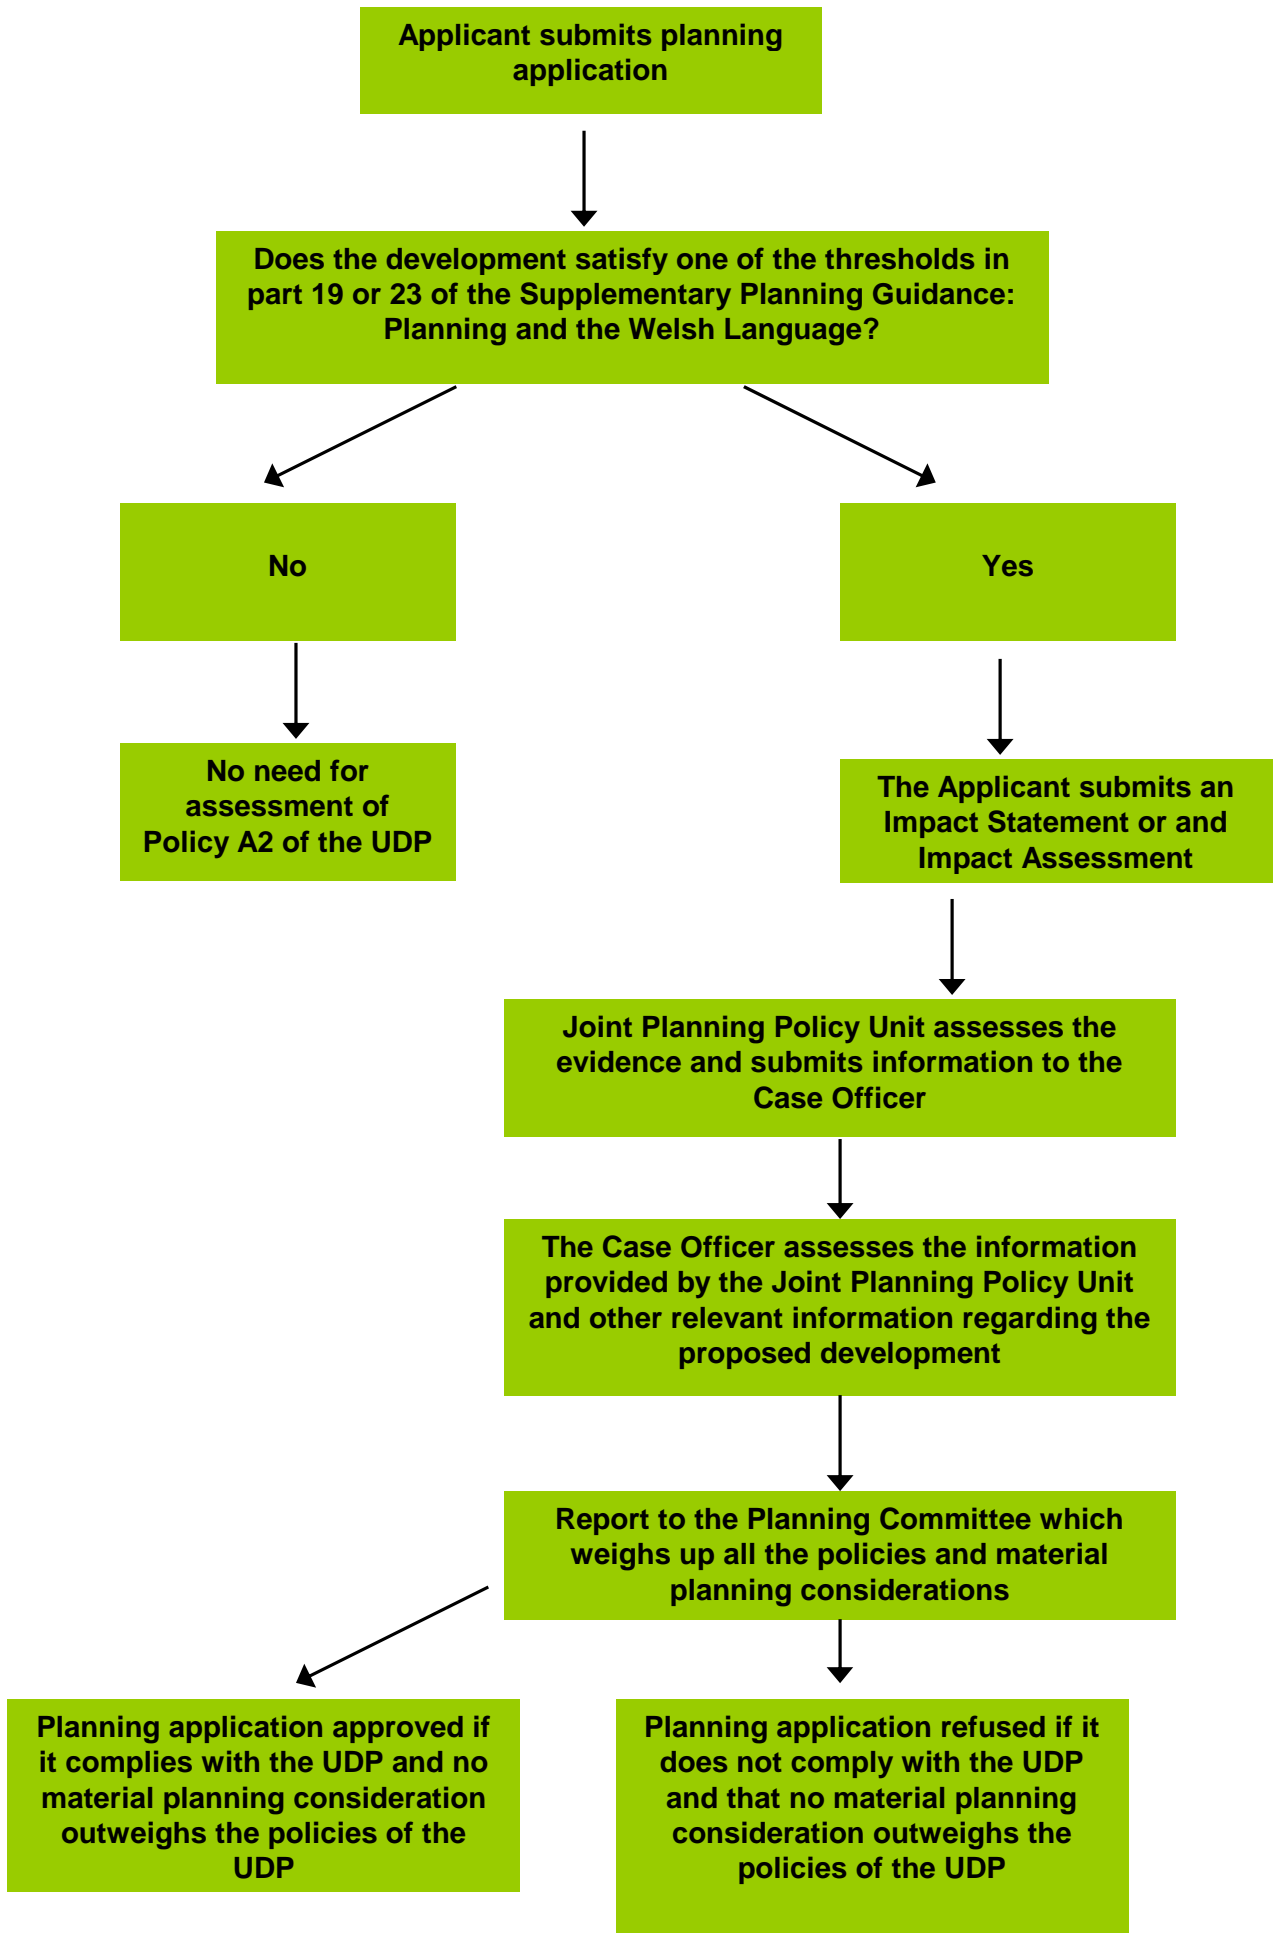 Applicant submits planning
application
Does the development satisfy one of the thresholds in
part 19 or 23 of the Supplementary Planning Guidance:
Planning and the Welsh Language?
No
Yes
No need for
assessment of
Policy A2 of the UDP
The Applicant submits an
Impact Statement or and
Impact Assessment
Joint Planning Policy Unit assesses the
evidence and submits information to the
Case Officer
The Case Officer assesses the information
provided by the Joint Planning Policy Unit
and other relevant information regarding the
proposed development
Report to the Planning Committee which
weighs up all the policies and material
planning considerations
Planning application approved if
it complies with the UDP and no
material planning consideration
outweighs the policies of the
UDP
Planning application refused if it
does not comply with the UDP
and that no material planning
consideration outweighs the
policies of the UDP